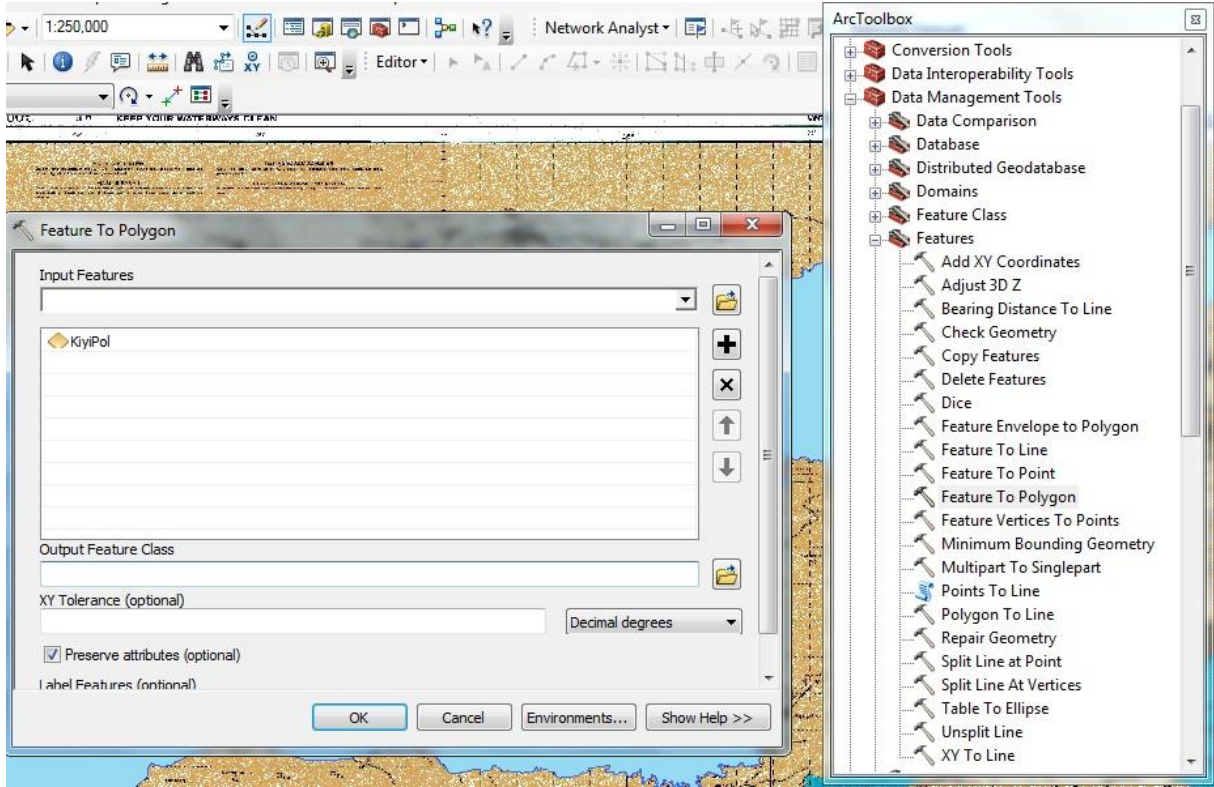 1:250,000
Network Analyst
Editor
KEEP YOUR WATERWAYS CLEAN
Feature To Polygon
Input Features
KiyiPol
Output Feature Class
XY Tolerance (optional)
Decimal degrees
Preserve attributes (optional)
Label Features (optional)
OK
Cancel
Environments...
Show Help >>
ArcToolbox
Conversion Tools
Data Interoperability Tools
Data Management Tools
Data Comparison
Database
Distributed Geodatabase
Domains
Feature Class
Features
Add XY Coordinates
Adjust 3D Z
Bearing Distance To Line
Check Geometry
Copy Features
Delete Features
Dice
Feature Envelope to Polygon
Feature To Line
Feature To Point
Feature To Polygon
Feature Vertices To Points
Minimum Bounding Geometry
Multipart To Singlepart
Points To Line
Polygon To Line
Repair Geometry
Split Line at Point
Split Line At Vertices
Table To Ellipse
Unsplit Line
XY To Line